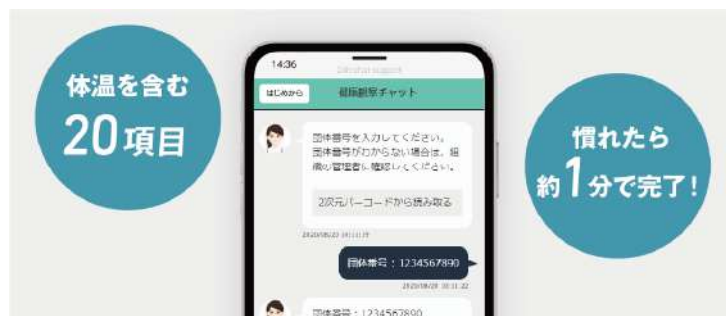 体温を含む
20項目
14:36
はじめから
健康観察チャット
団体番号を入力してください。
団体番号がわからない場合は、組
織の管理者に確認してください。
2次元バーコードから読み取る
団体番号：1234567890
団体番号：1234567890
慣れたら
約1分で完了！